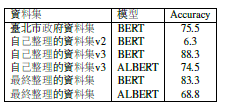 資料集 模型 Accuracy
臺北市政府資料集 BERT 75.5
自己整理的資料集v2 BERT 6.3
自己整理的資料集v3 BERT 88.3
自己整理的資料集v3 ALBERT 74.5
最終整理的資料集 BERT 83.3
最終整理的資料集 ALBERT 68.8